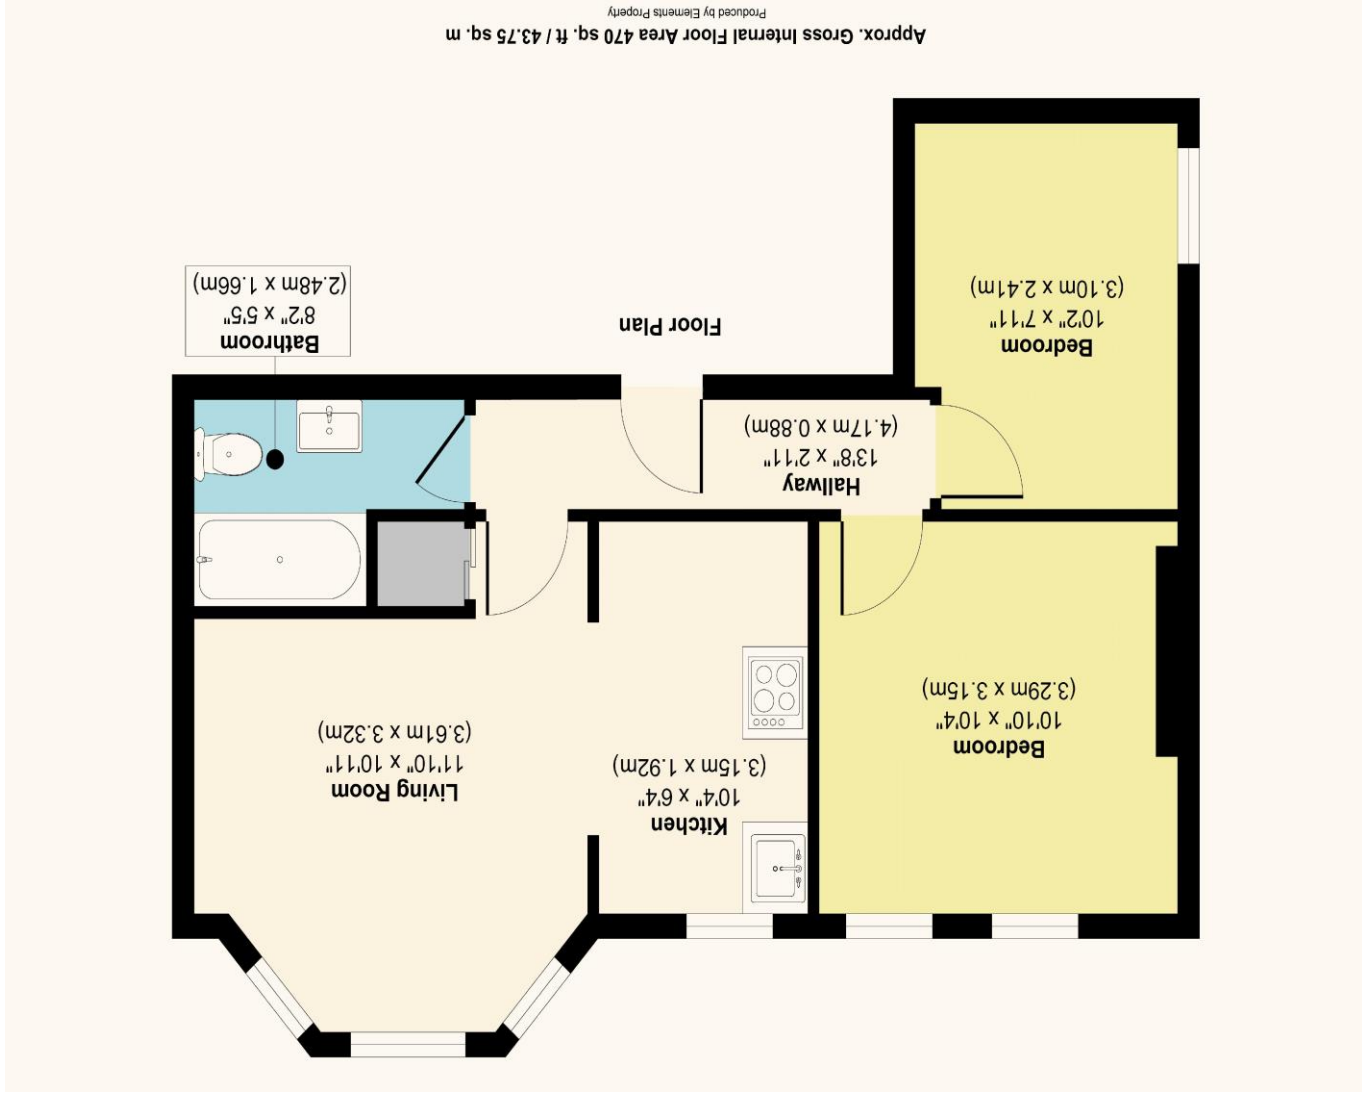 Bedroom
10'10" x 10'4"
(3.29m x 3.15m)
Kitchen
10'4" x 6'4"
(3.15m x 1.92m)
Living Room
11'10" x 10'11"
(3.61m x 3.32m)
Hallway
13'8" x 2'11"
(4.17m x 0.88m)
Bedroom
10'2" x 7'11"
(3.10m x 2.41m)
Floor Plan
Bathroom
8'2" x 5'5"
(2.48m x 1.66m)
Approx. Gross Internal Floor Area 470 sq. ft / 43.75 sq. m
Produced by Elements Property